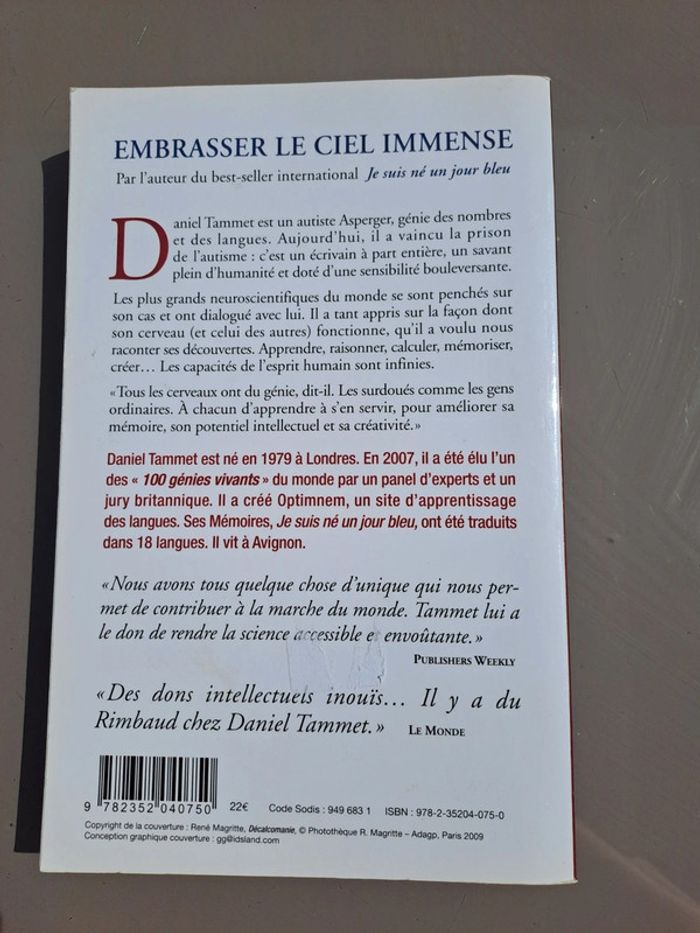 EMBRASSER LE CIEL IMMENSE
Par l'auteur du best-seller international Je suis né un jour bleu
Daniel Tammet est un autiste Asperger, génie des nombres
et des langues. Aujourd'hui, il a vaincu la prison
de l'autisme : c'est un écrivain à part entière, un savant
plein d'humanité et doté d'une sensibilité bouleversante.
Les plus grands neuroscientifiques du monde se sont penchés sur
son cas et ont dialogué avec lui. Il a tant appris sur la façon dont
son cerveau (et celui des autres) fonctionne, qu'il a voulu nous
raconter ses découvertes. Apprendre, raisonner, calculer, mémoriser,
créer… Les capacités de l'esprit humain sont infinies.
« Tous les cerveaux ont du génie, dit-il. Les surdoués comme les gens
ordinaires. À chacun d'apprendre à s'en servir, pour améliorer sa
mémoire, son potentiel intellectuel et sa créativité. »
Daniel Tammet est né en 1979 à Londres. En 2007, il a été élu l'un
des « 100 génies vivants » du monde par un panel d'experts et un
jury britannique. Il a créé Optimnem, un site d'apprentissage
des langues. Ses Mémoires, Je suis né un jour bleu, ont été traduits
dans 18 langues. Il vit à Avignon.
« Nous avons tous quelque chose d'unique qui nous per-
met de contribuer à la marche du monde. Tammet lui a
le don de rendre la science accessible et envoûtante. »
PUBLISHERS WEEKLY
« Des dons intellectuels inouïs… Il y a du
Rimbaud chez Daniel Tammet. » LE MONDE
9 782352 040750 22€ Code Sodis : 949 683 1 ISBN : 978-2-35204-075-0
Copyright de la couverture : René Magritte, Décalcomanie, © Photothèque R. Magritte – Adagp, Paris 2009
Conception graphique couverture : gg@idsland.com